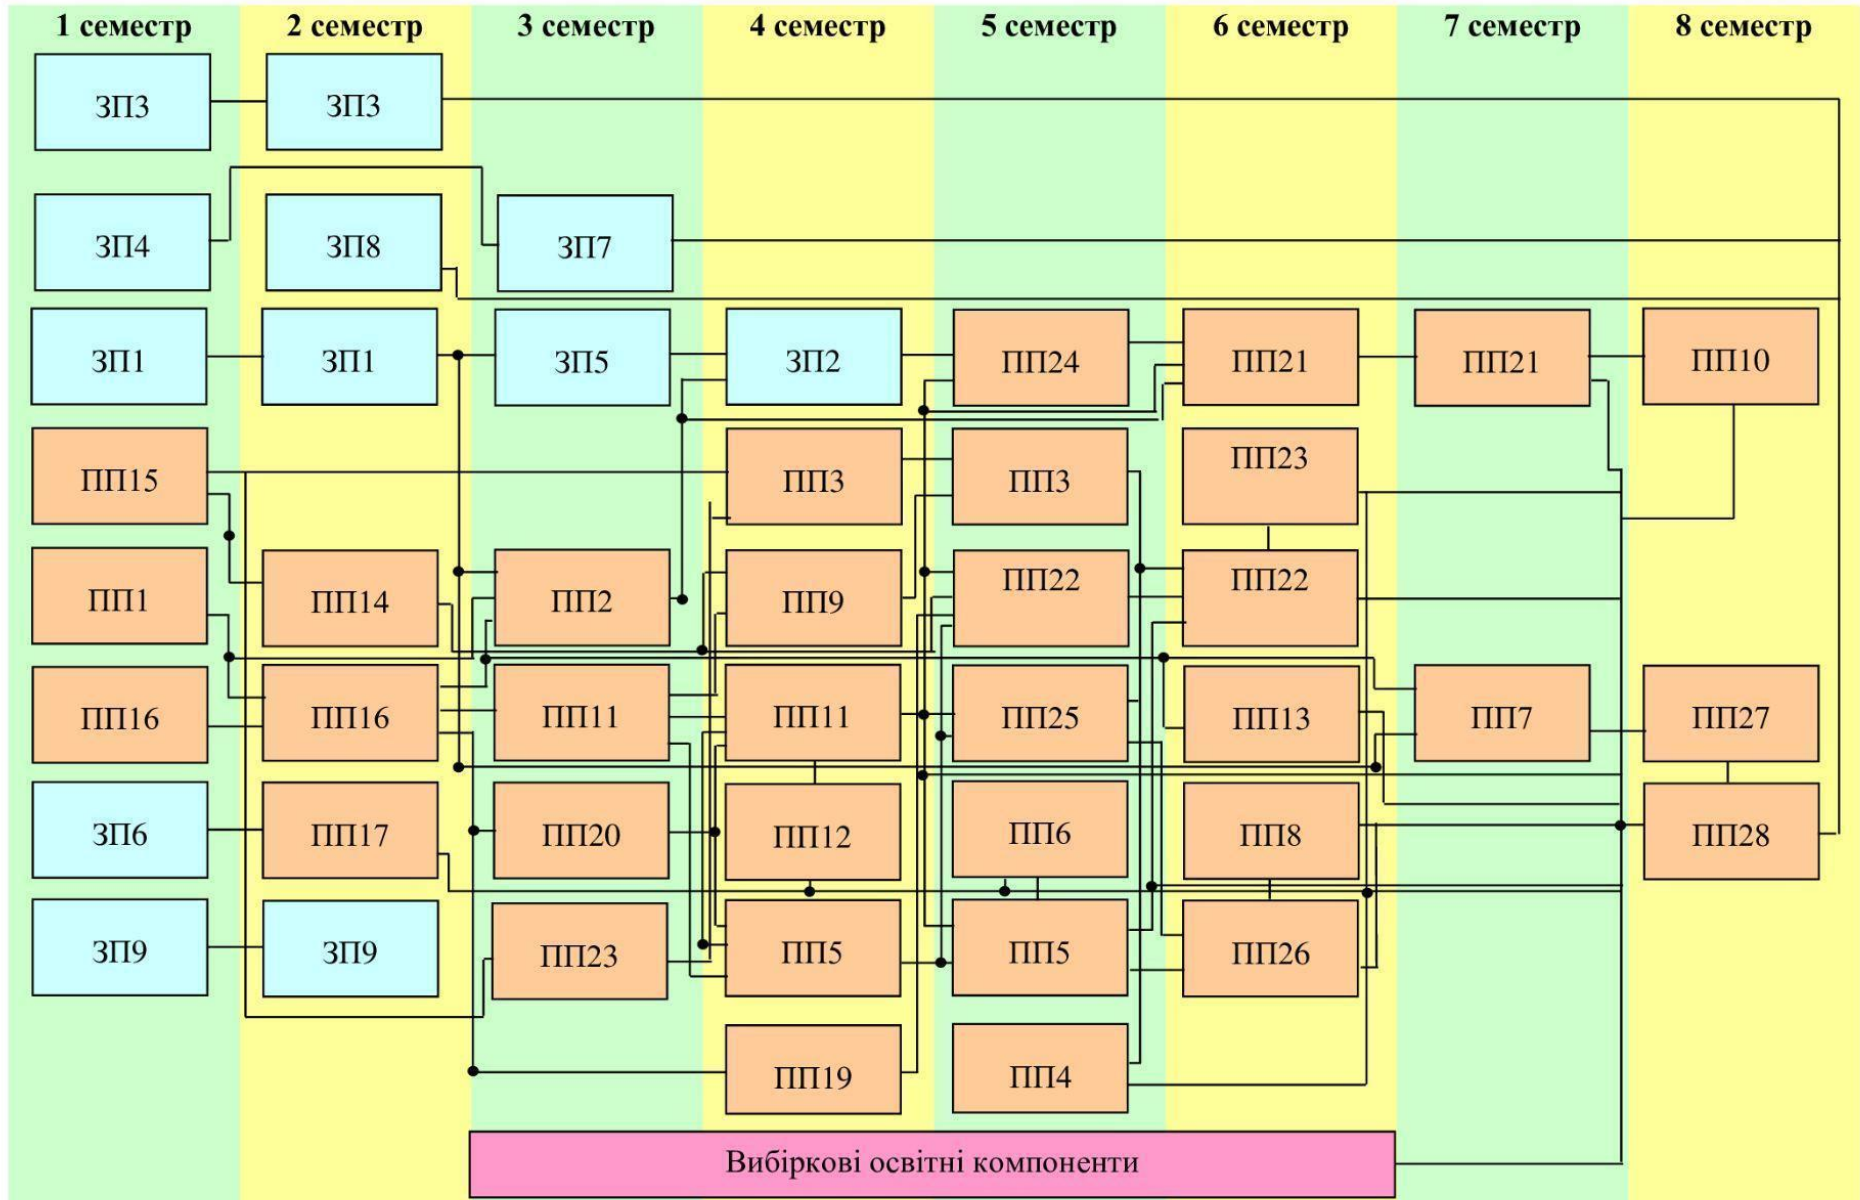 1 семестр 2 семестр 3 семестр 4 семестр 5 семестр 6 семестр 7 семестр 8 семестр
ЗП3 ЗП3
ЗП4 ЗП8 ЗП7
ЗП1 ЗП1 ЗП5 ЗП2 ПП24 ПП21 ПП21 ПП10
ПП15 ПП3 ПП3 ПП23
ПП1 ПП14 ПП2 ПП9 ПП22 ПП22
ПП16 ПП16 ПП11 ПП11 ПП25 ПП13 ПП7 ПП27
ЗП6 ПП17 ПП20 ПП12 ПП6 ПП8 ПП28
ЗП9 ЗП9 ПП23 ПП5 ПП5 ПП26
ПП19 ПП4
Вибіркові освітні компоненти